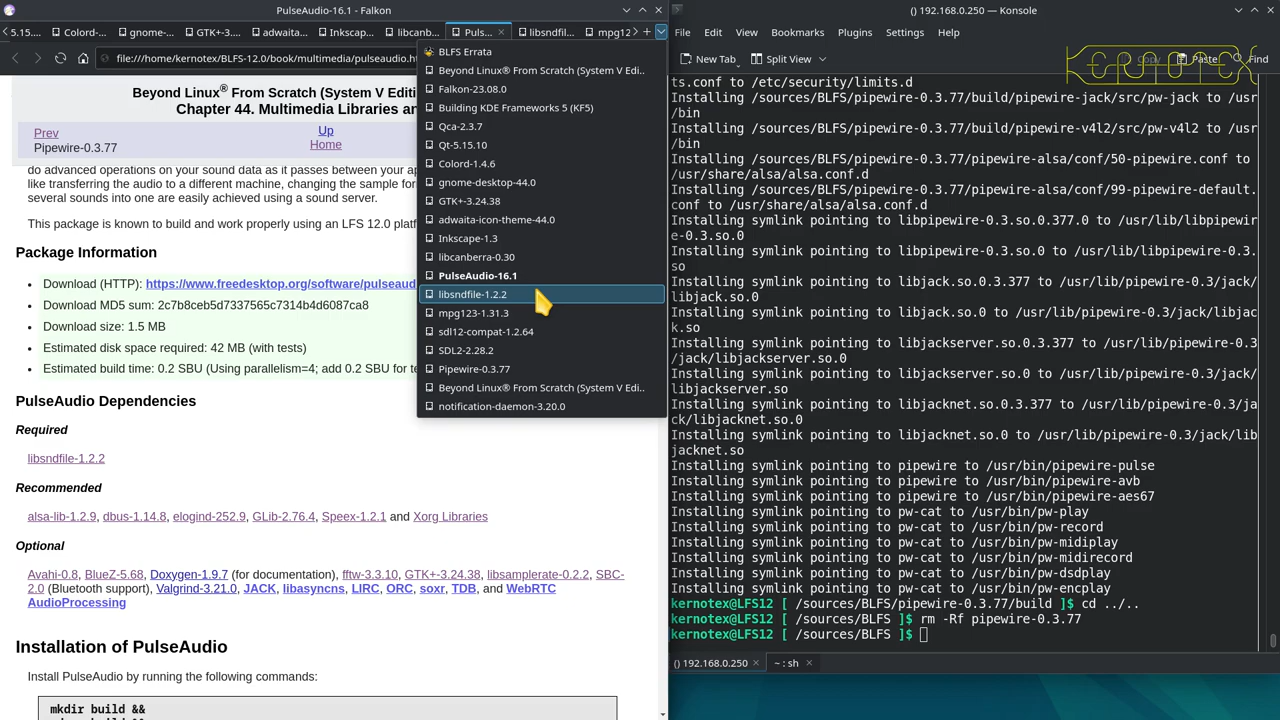 PulseAudio-16.1 - Falkon
5.15....
Colord-...
gnome-...
GTK+-3....
adwaita...
Inkscap...
libcanb...
Puls...
libsndfil...
mpg12
file:///home/kernotex/BLFS-12.0/book/multimedia/pulseaudio.ht
Beyond Linux® From Scratch (System V Editi
Chapter 44. Multimedia Libraries an
Prev
Pipewire-0.3.77
Up
Home
do advanced operations on your sound data as it passes between your ap
like transferring the audio to a different machine, changing the sample for
several sounds into one are easily achieved using a sound server.
This package is known to build and work properly using an LFS 12.0 platf
Package Information
Download (HTTP): https://www.freedesktop.org/software/pulseaud
Download MD5 sum: 2c7b8ceb5d7337565c7314b4d6087ca8
Download size: 1.5 MB
Estimated disk space required: 42 MB (with tests)
Estimated build time: 0.2 SBU (Using parallelism=4; add 0.2 SBU for te
PulseAudio Dependencies
Required
libsndfile-1.2.2
Recommended
alsa-lib-1.2.9, dbus-1.14.8, elogind-252.9, GLib-2.76.4, Speex-1.2.1 and Xorg Libraries
Optional
Avahi-0.8, BlueZ-5.68, Doxygen-1.9.7 (for documentation), fftw-3.3.10, GTK+-3.24.38, libsamplerate-0.2.2, SBC-
2.0 (Bluetooth support), Valgrind-3.21.0, JACK, libasyncns, LIRC, ORC, soxr, TDB, and WebRTC
AudioProcessing
Installation of PulseAudio
Install PulseAudio by running the following commands:
mkdir build &&
BLFS Errata
Beyond Linux® From Scratch (System V Edi..
Falkon-23.08.0
Building KDE Frameworks 5 (KF5)
Qca-2.3.7
Qt-5.15.10
Colord-1.4.6
gnome-desktop-44.0
GTK+-3.24.38
adwaita-icon-theme-44.0
Inkscape-1.3
libcanberra-0.30
PulseAudio-16.1
libsndfile-1.2.2
mpg123-1.31.3
sdl12-compat-1.2.64
SDL2-2.28.2
Pipewire-0.3.77
Beyond Linux® From Scratch (System V Edi..
notification-daemon-3.20.0
() 192.168.0.250 — Konsole
File
Edit
View
Bookmarks
Plugins
Settings
Help
New Tab
Split View
Copy
Paste
Find
KERNOTEX
ts.conf to /etc/security/limits.d
Installing /sources/BLFS/pipewire-0.3.77/build/pipewire-jack/src/pw-jack to /usr
/bin
Installing /sources/BLFS/pipewire-0.3.77/build/pipewire-v4l2/src/pw-v4l2 to /usr
/bin
Installing /sources/BLFS/pipewire-0.3.77/pipewire-alsa/conf/50-pipewire.conf to
/usr/share/alsa/alsa.conf.d
Installing /sources/BLFS/pipewire-0.3.77/pipewire-alsa/conf/99-pipewire-default.
conf to /usr/share/alsa/alsa.conf.d
Installing symlink pointing to libpipewire-0.3.so.0.377.0 to /usr/lib/libpipewir
e-0.3.so.0
Installing symlink pointing to libpipewire-0.3.so.0 to /usr/lib/libpipewire-0.3.
so
Installing symlink pointing to libjack.so.0.3.377 to /usr/lib/pipewire-0.3/jack/
libjack.so.0
Installing symlink pointing to libjack.so.0 to /usr/lib/pipewire-0.3/jack/libjac
k.so
Installing symlink pointing to libjackserver.so.0.3.377 to /usr/lib/pipewire-0.3
/jack/libjackserver.so.0
Installing symlink pointing to libjackserver.so.0 to /usr/lib/pipewire-0.3/jack/
libjackserver.so
Installing symlink pointing to libjacknet.so.0.3.377 to /usr/lib/pipewire-0.3/ja
ck/libjacknet.so.0
Installing symlink pointing to libjacknet.so.0 to /usr/lib/pipewire-0.3/jack/lib
jacknet.so
Installing symlink pointing to pipewire to /usr/bin/pipewire-pulse
Installing symlink pointing to pipewire to /usr/bin/pipewire-avb
Installing symlink pointing to pipewire to /usr/bin/pipewire-aes67
Installing symlink pointing to pw-cat to /usr/bin/pw-play
Installing symlink pointing to pw-cat to /usr/bin/pw-record
Installing symlink pointing to pw-cat to /usr/bin/pw-midiplay
Installing symlink pointing to pw-cat to /usr/bin/pw-midirecord
Installing symlink pointing to pw-cat to /usr/bin/pw-dsdplay
Installing symlink pointing to pw-cat to /usr/bin/pw-encplay
kernotex@LFS12 [ /sources/BLFS/pipewire-0.3.77/build ]$ cd ../..
kernotex@LFS12 [ /sources/BLFS ]$ rm -Rf pipewire-0.3.77
kernotex@LFS12 [ /sources/BLFS ]$
() 192.168.0.250
~ : sh